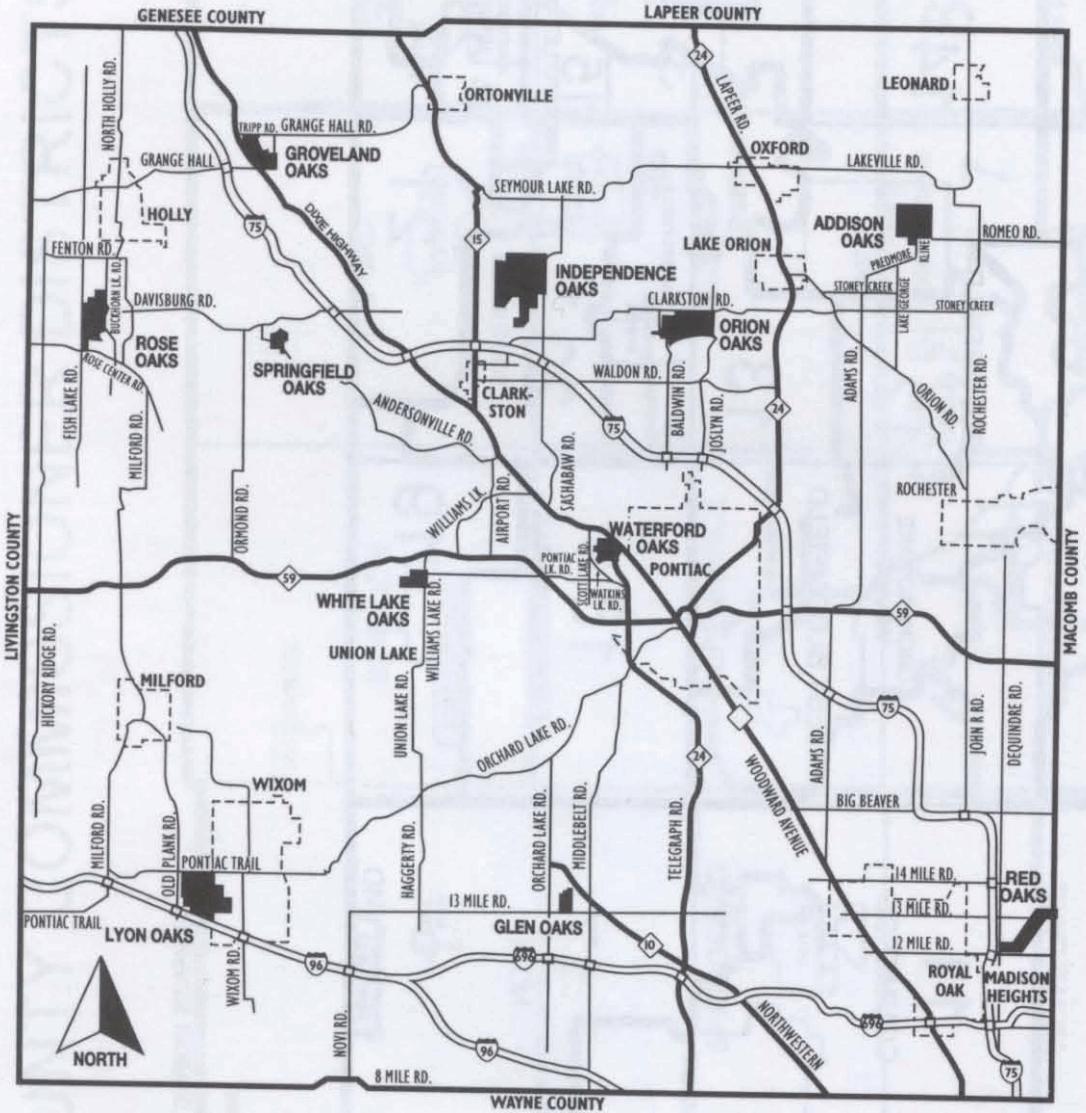 GENESEE COUNTY
LAPEER COUNTY
24
LAPEER RD.
LEONARD
NORTH HOLLY RD.
ORTONVILLE
TRIPP RD.
GRANGE HALL RD.
GROVELAND
OAKS
GRANGE HALL
OXFORD
LAKEVILLE RD.
SEYMOUR LAKE RD.
HOLLY
75
DIXIE HIGHWAY
15
ADDISON
OAKS
ROMEO RD.
PREDMORE
KLINE
LAKE ORION
FENTON RD.
BUCKHORN LK. RD.
INDEPENDENCE
OAKS
STONEY CREEK
LAKE GEORGE
STONEY CREEK
DAVISBURG RD.
CLARKSTON RD.
ROSE
OAKS
ORION
OAKS
ROSE CENTER RD.
SPRINGFIELD
OAKS
WALDON RD.
CLARK-
STON
FISH LAKE RD.
MILFORD RD.
ANDERSONVILLE RD.
75
BALDWIN RD.
JOSLYN RD.
24
ADAMS RD.
ORION RD.
ROCHESTER RD.
ORMOND RD.
SASHABAW RD.
WILLIAMS LK.
AIRPORT RD.
ROCHESTER
WATERFORD
OAKS
PONTIAC
PONTIAC
LK. RD.
SCOTT LAKE RD.
WATKINS
LK. RD.
59
WHITE LAKE
OAKS
WILLIAMS LAKE RD.
59
LIVINGSTON COUNTY
MACOMB COUNTY
UNION LAKE
HICKORY RIDGE RD.
MILFORD
UNION LAKE RD.
ORCHARD LAKE RD.
75
ADAMS RD.
JOHN R RD.
DEQUINDRE RD.
24
WOODWARD AVENUE
WIXOM
BIG BEAVER
MILFORD RD.
OLD PLANK RD.
PONTIAC TRAIL
HAGGERTY RD.
ORCHARD LAKE RD.
MIDDLEBELT RD.
TELEGRAPH RD.
14 MILE RD.
RED
OAKS
13 MILE RD.
13 MILE RD.
PONTIAC TRAIL
LYON OAKS
GLEN OAKS
12 MILE RD.
10
WIXOM RD.
96
696
ROYAL
OAK
MADISON
HEIGHTS
NOVI RD.
NORTHWESTERN
696
96
NORTH
75
8 MILE RD.
WAYNE COUNTY